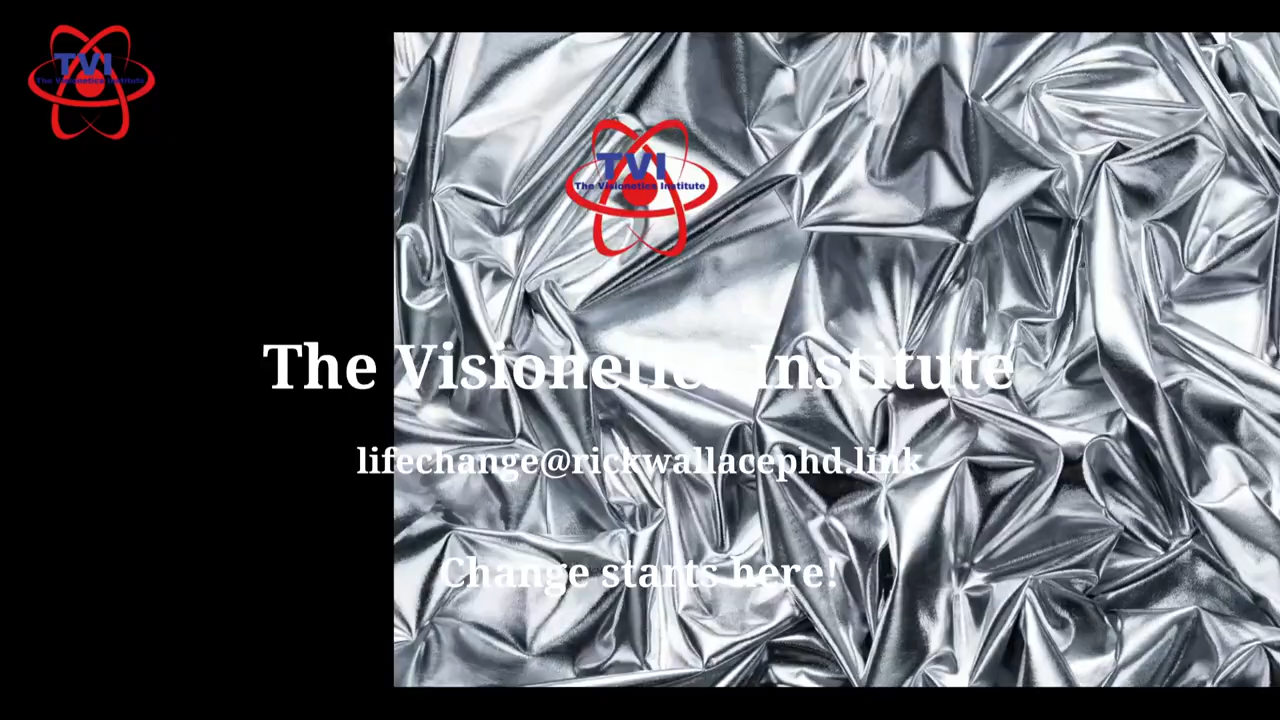 TVI
The Visionetics Institute
TVI
The Visionetics Institute
The Visionetics Institute
lifechange@rickwallacephd.link
Change starts here!